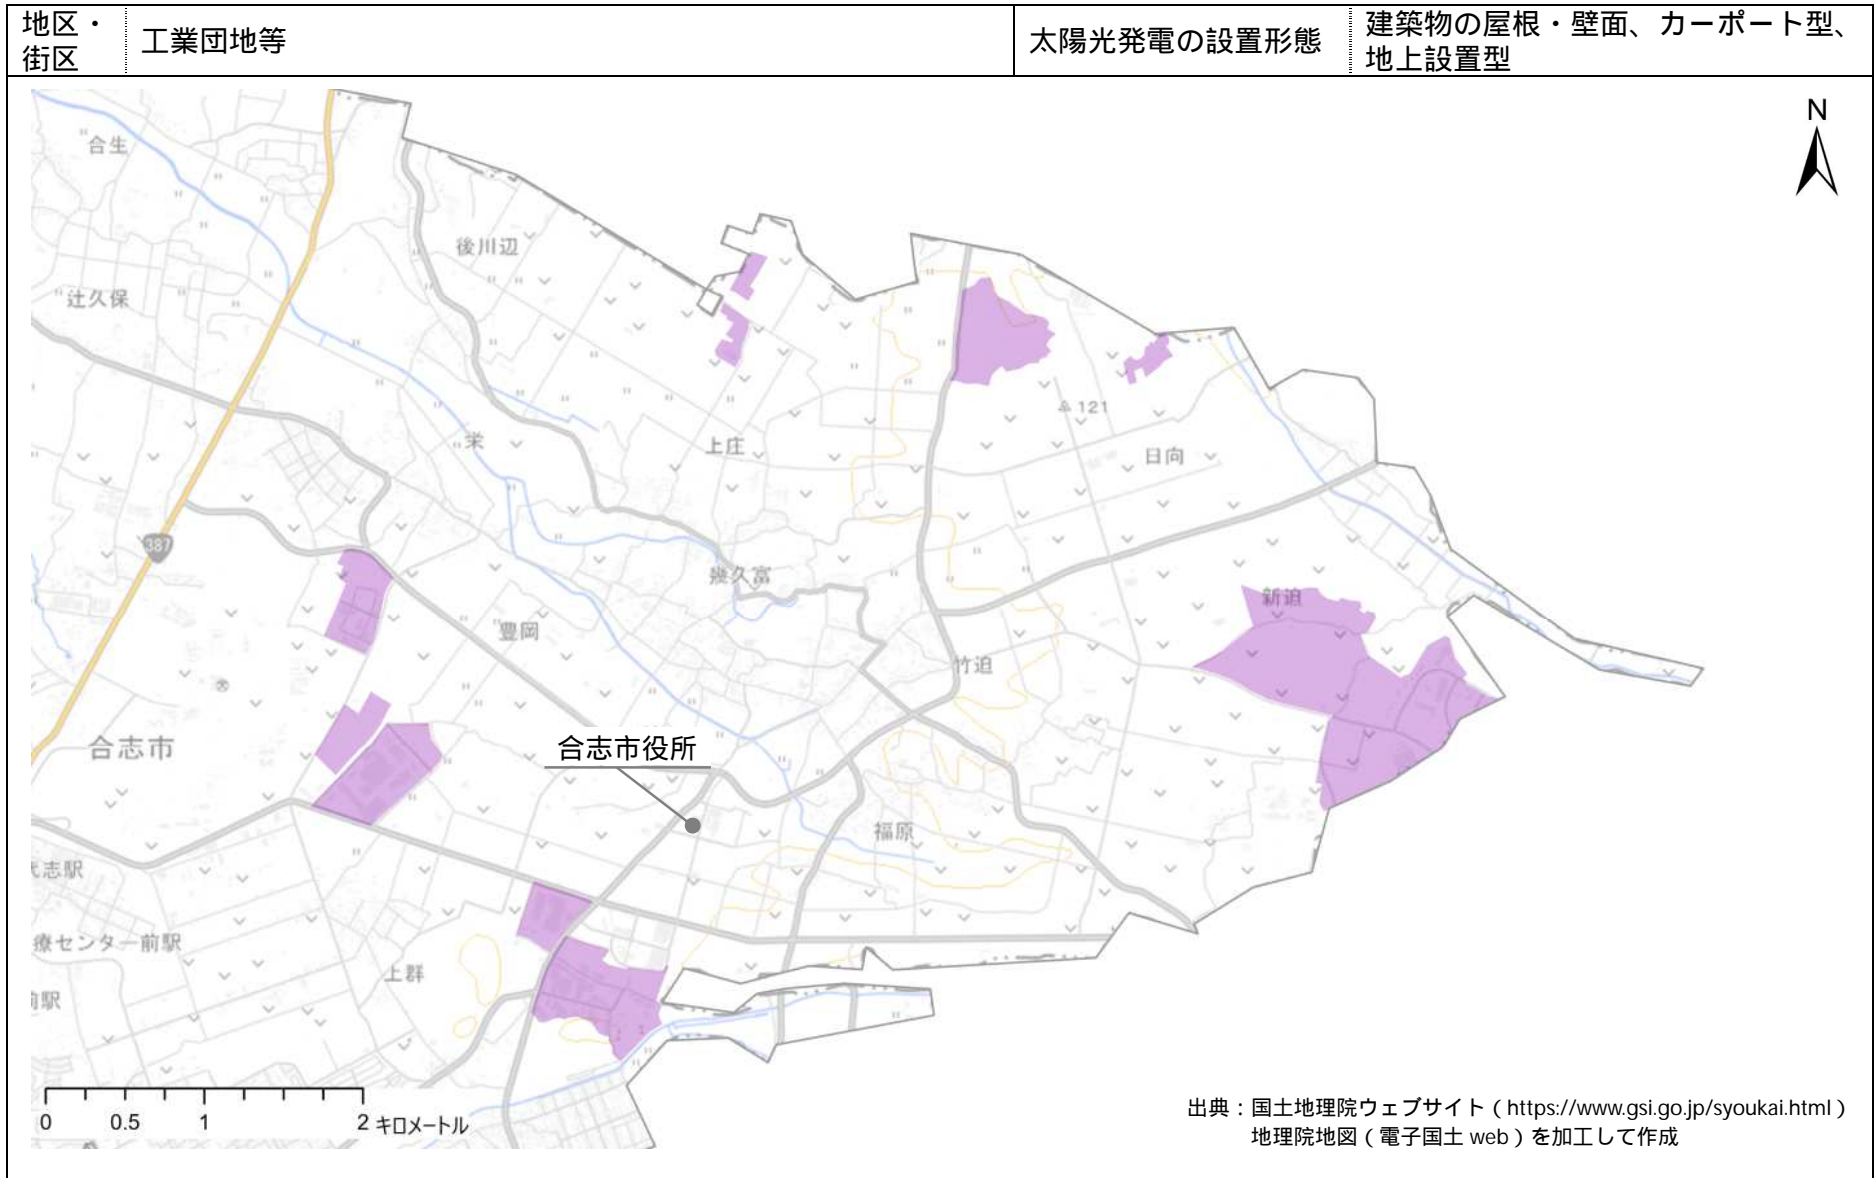 地区・
街区
工業団地等
太陽光発電の設置形態
建築物の屋根・壁面、カーポート型、
地上設置型
N
合生
後川辺
辻久保
121
栄
上庄
日向
387
幾久富
新迫
豊岡
竹迫
合志市
合志市役所
福原
志駅
療センター前駅
上群
前駅
0 0.5 1 2 キロメートル
出典：国土地理院ウェブサイト（https://www.gsi.go.jp/syoukai.html）
地理院地図（電子国土 web）を加工して作成